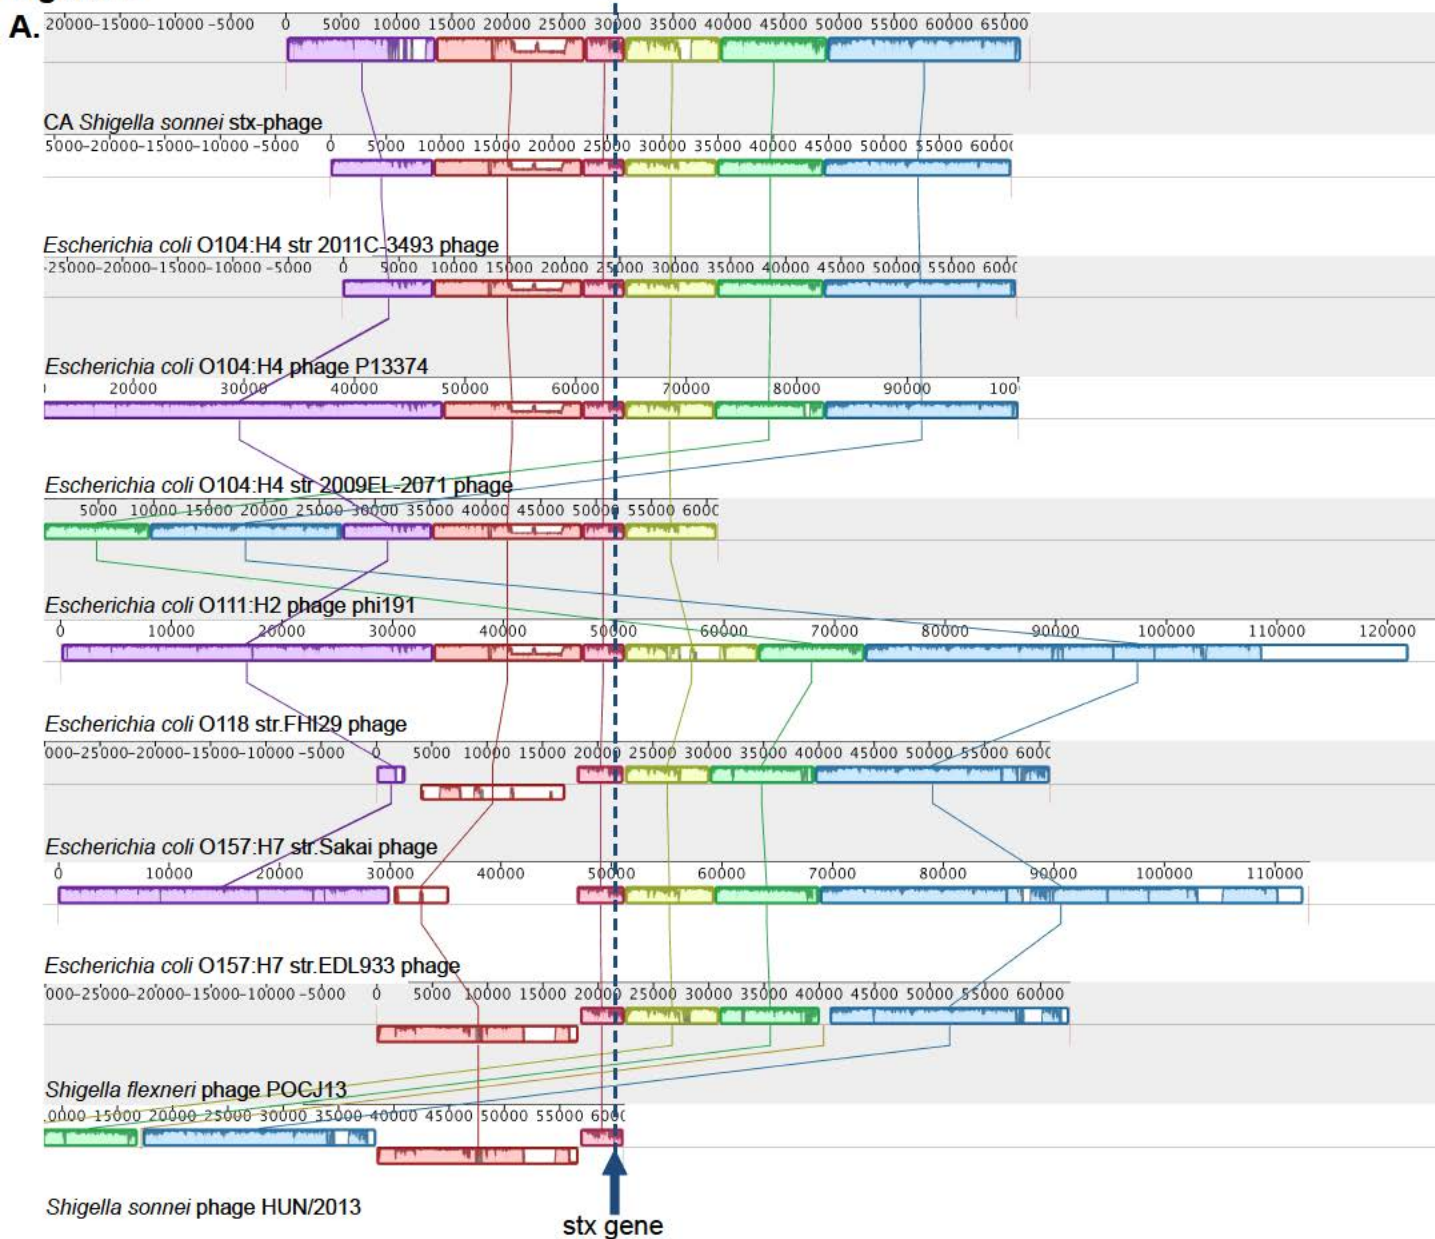 A.
20000-15000-10000 -5000 0 5000 10000 15000 20000 25000 30000 35000 40000 45000 50000 55000 60000 65000
CA Shigella sonnei stx-phage
5000-20000-15000-10000 -5000 0 5000 10000 15000 20000 25000 30000 35000 40000 45000 50000 55000 6000
Escherichia coli O104:H4 str 2011C-3493 phage
-25000-20000-15000-10000 -5000 0 5000 10000 15000 20000 25000 30000 35000 40000 45000 50000 55000 6000
Escherichia coli O104:H4 phage P13374
20000 30000 40000 50000 60000 70000 80000 90000 100
Escherichia coli O104:H4 str 2009EL-2071 phage
5000 10000 15000 20000 25000 30000 35000 40000 45000 50000 55000 6000
Escherichia coli O111:H2 phage phi191
0 10000 20000 30000 40000 50000 60000 70000 80000 90000 100000 110000 120000
Escherichia coli O118 str.FHI29 phage
000-25000-20000-15000-10000 -5000 0 5000 10000 15000 20000 25000 30000 35000 40000 45000 50000 55000 6000
Escherichia coli O157:H7 str.Sakai phage
0 10000 20000 30000 40000 50000 60000 70000 80000 90000 100000 110000
Escherichia coli O157:H7 str.EDL933 phage
000-25000-20000-15000-10000 -5000 0 5000 10000 15000 20000 25000 30000 35000 40000 45000 50000 55000 60000
Shigella flexneri phage POCJ13
0000 15000 20000 25000 30000 35000 40000 45000 50000 55000 6000
Shigella sonnei phage HUN/2013
stx gene